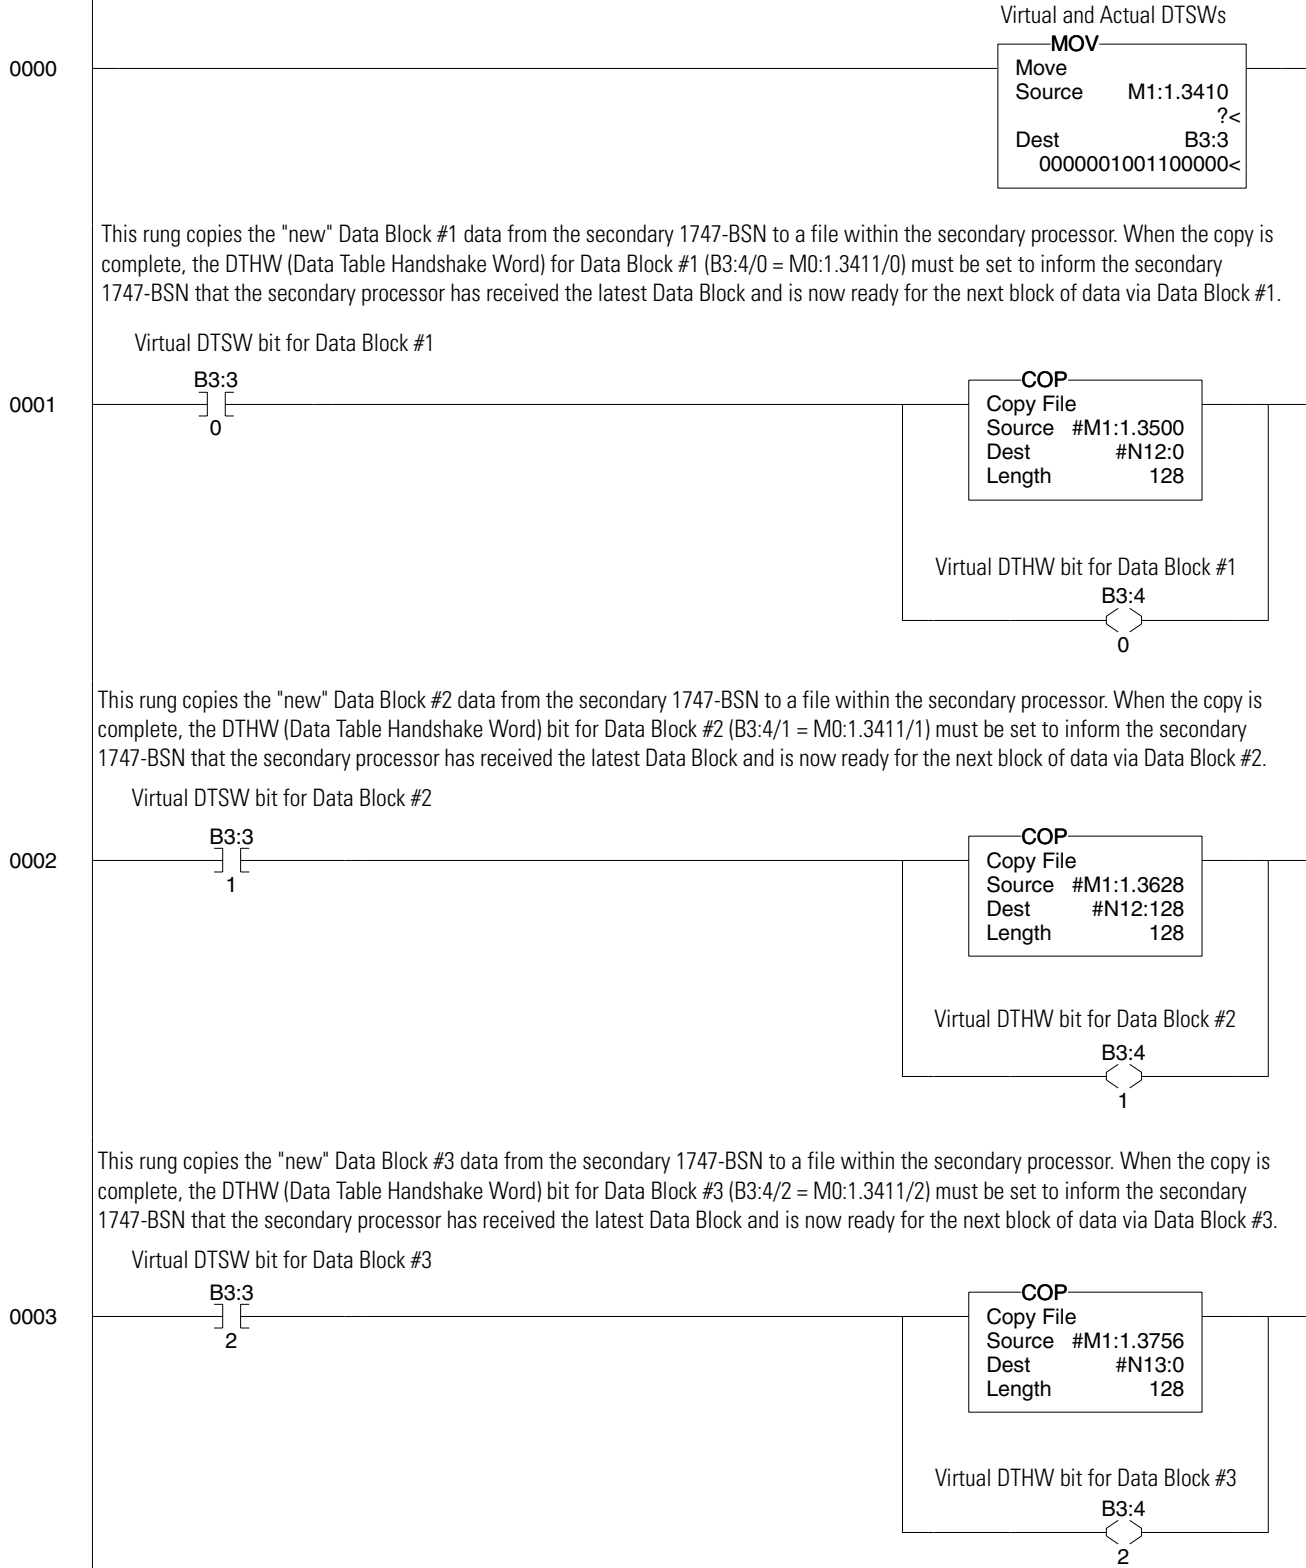 Virtual and Actual DTSWs
MOV
0000
Move
Source M1:1.3410
?<
Dest B3:3
0000001001100000<
This rung copies the "new" Data Block #1 data from the secondary 1747-BSN to a file within the secondary processor. When the copy is
complete, the DTHW (Data Table Handshake Word) for Data Block #1 (B3:4/0 = M0:1.3411/0) must be set to inform the secondary
1747-BSN that the secondary processor has received the latest Data Block and is now ready for the next block of data via Data Block #1.
Virtual DTSW bit for Data Block #1
B3:3
COP
0001
Copy File
0
Source #M1:1.3500
Dest #N12:0
Length 128
Virtual DTHW bit for Data Block #1
B3:4
0
This rung copies the "new" Data Block #2 data from the secondary 1747-BSN to a file within the secondary processor. When the copy is
complete, the DTHW (Data Table Handshake Word) bit for Data Block #2 (B3:4/1 = M0:1.3411/1) must be set to inform the secondary
1747-BSN that the secondary processor has received the latest Data Block and is now ready for the next block of data via Data Block #2.
Virtual DTSW bit for Data Block #2
B3:3
COP
0002
Copy File
1
Source #M1:1.3628
Dest #N12:128
Length 128
Virtual DTHW bit for Data Block #2
B3:4
1
This rung copies the "new" Data Block #3 data from the secondary 1747-BSN to a file within the secondary processor. When the copy is
complete, the DTHW (Data Table Handshake Word) bit for Data Block #3 (B3:4/2 = M0:1.3411/2) must be set to inform the secondary
1747-BSN that the secondary processor has received the latest Data Block and is now ready for the next block of data via Data Block #3.
Virtual DTSW bit for Data Block #3
B3:3
COP
0003
Copy File
2
Source #M1:1.3756
Dest #N13:0
Length 128
Virtual DTHW bit for Data Block #3
B3:4
2